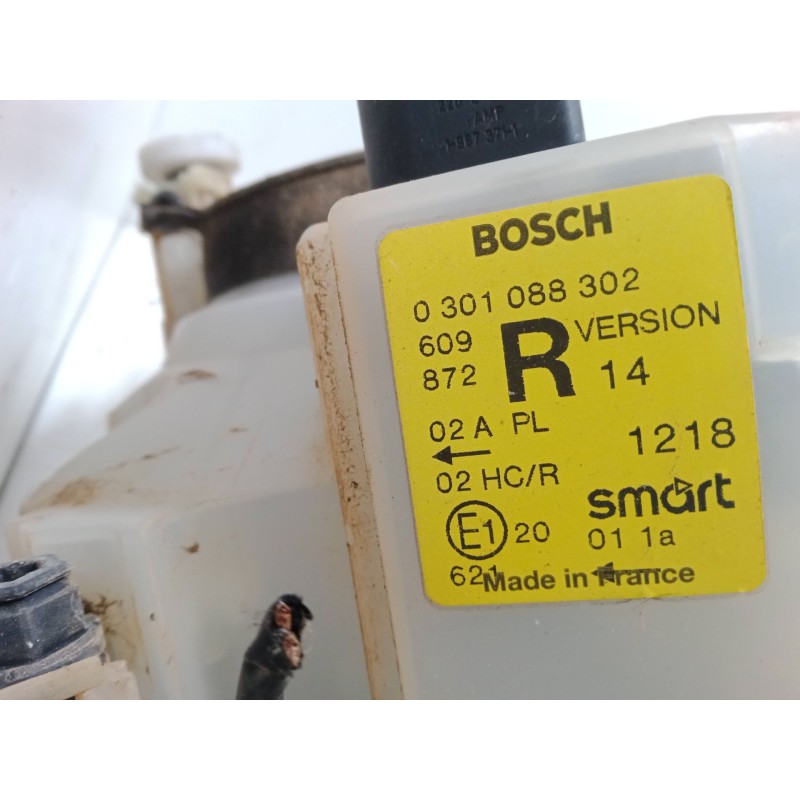 AMP
BOSCH
0 301 088 302
609 R VERSION
872 14
02 A PL 1218
02 HC/R smart
E1 20 01 1a
621 Made in France